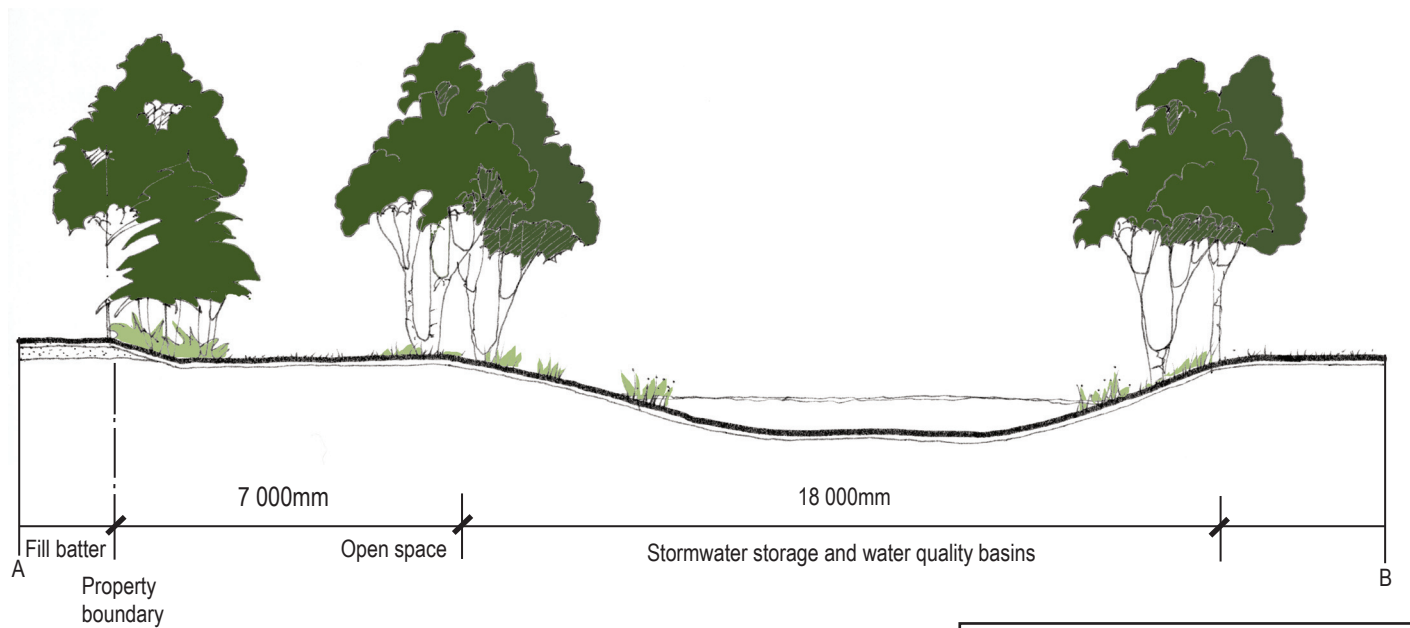 7 000mm
18 000mm
Fill batter
Open space
Stormwater storage and water quality basins
A
B
Property
boundary